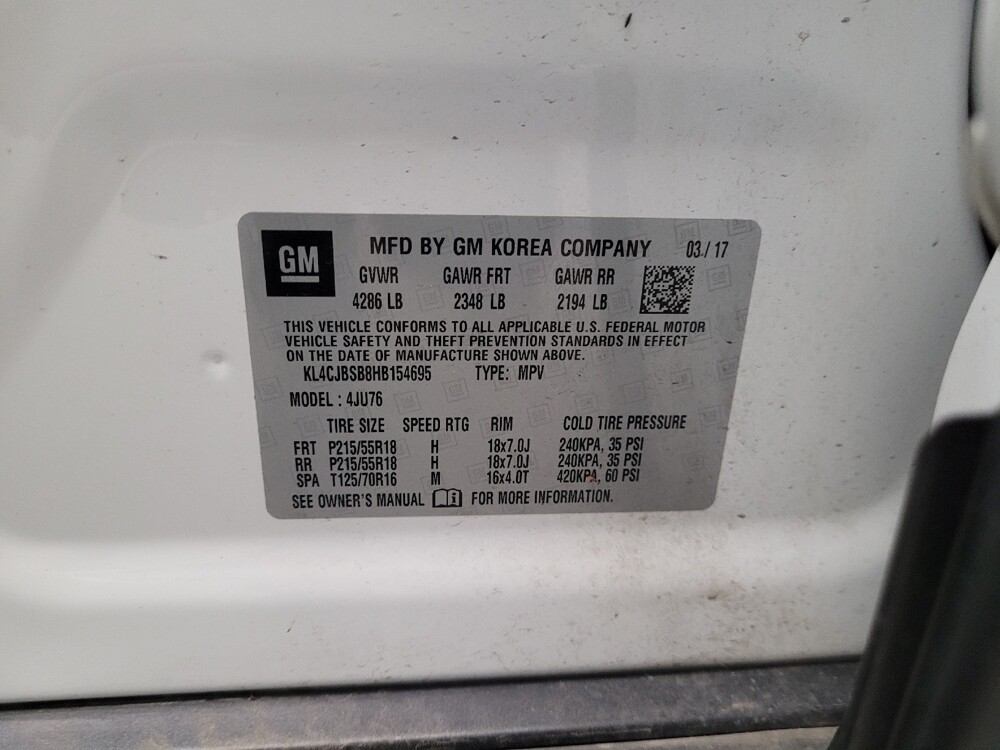 GM
MFD BY GM KOREA COMPANY 03/17
GVWR GAWR FRT GAWR RR
4286 LB 2348 LB 2194 LB
THIS VEHICLE CONFORMS TO ALL APPLICABLE U.S. FEDERAL MOTOR
VEHICLE SAFETY AND THEFT PREVENTION STANDARDS IN EFFECT
ON THE DATE OF MANUFACTURE SHOWN ABOVE.
KL4CJBSB8HB154695 TYPE: MPV
MODEL : 4JU76
TIRE SIZE SPEED RTG RIM COLD TIRE PRESSURE
FRT P215/55R18 H 18x7.0J 240KPA, 35 PSI
RR P215/55R18 H 18x7.0J 240KPA, 35 PSI
SPA T125/70R16 M 16x4.0T 420KPA, 60 PSI
SEE OWNER'S MANUAL FOR MORE INFORMATION.